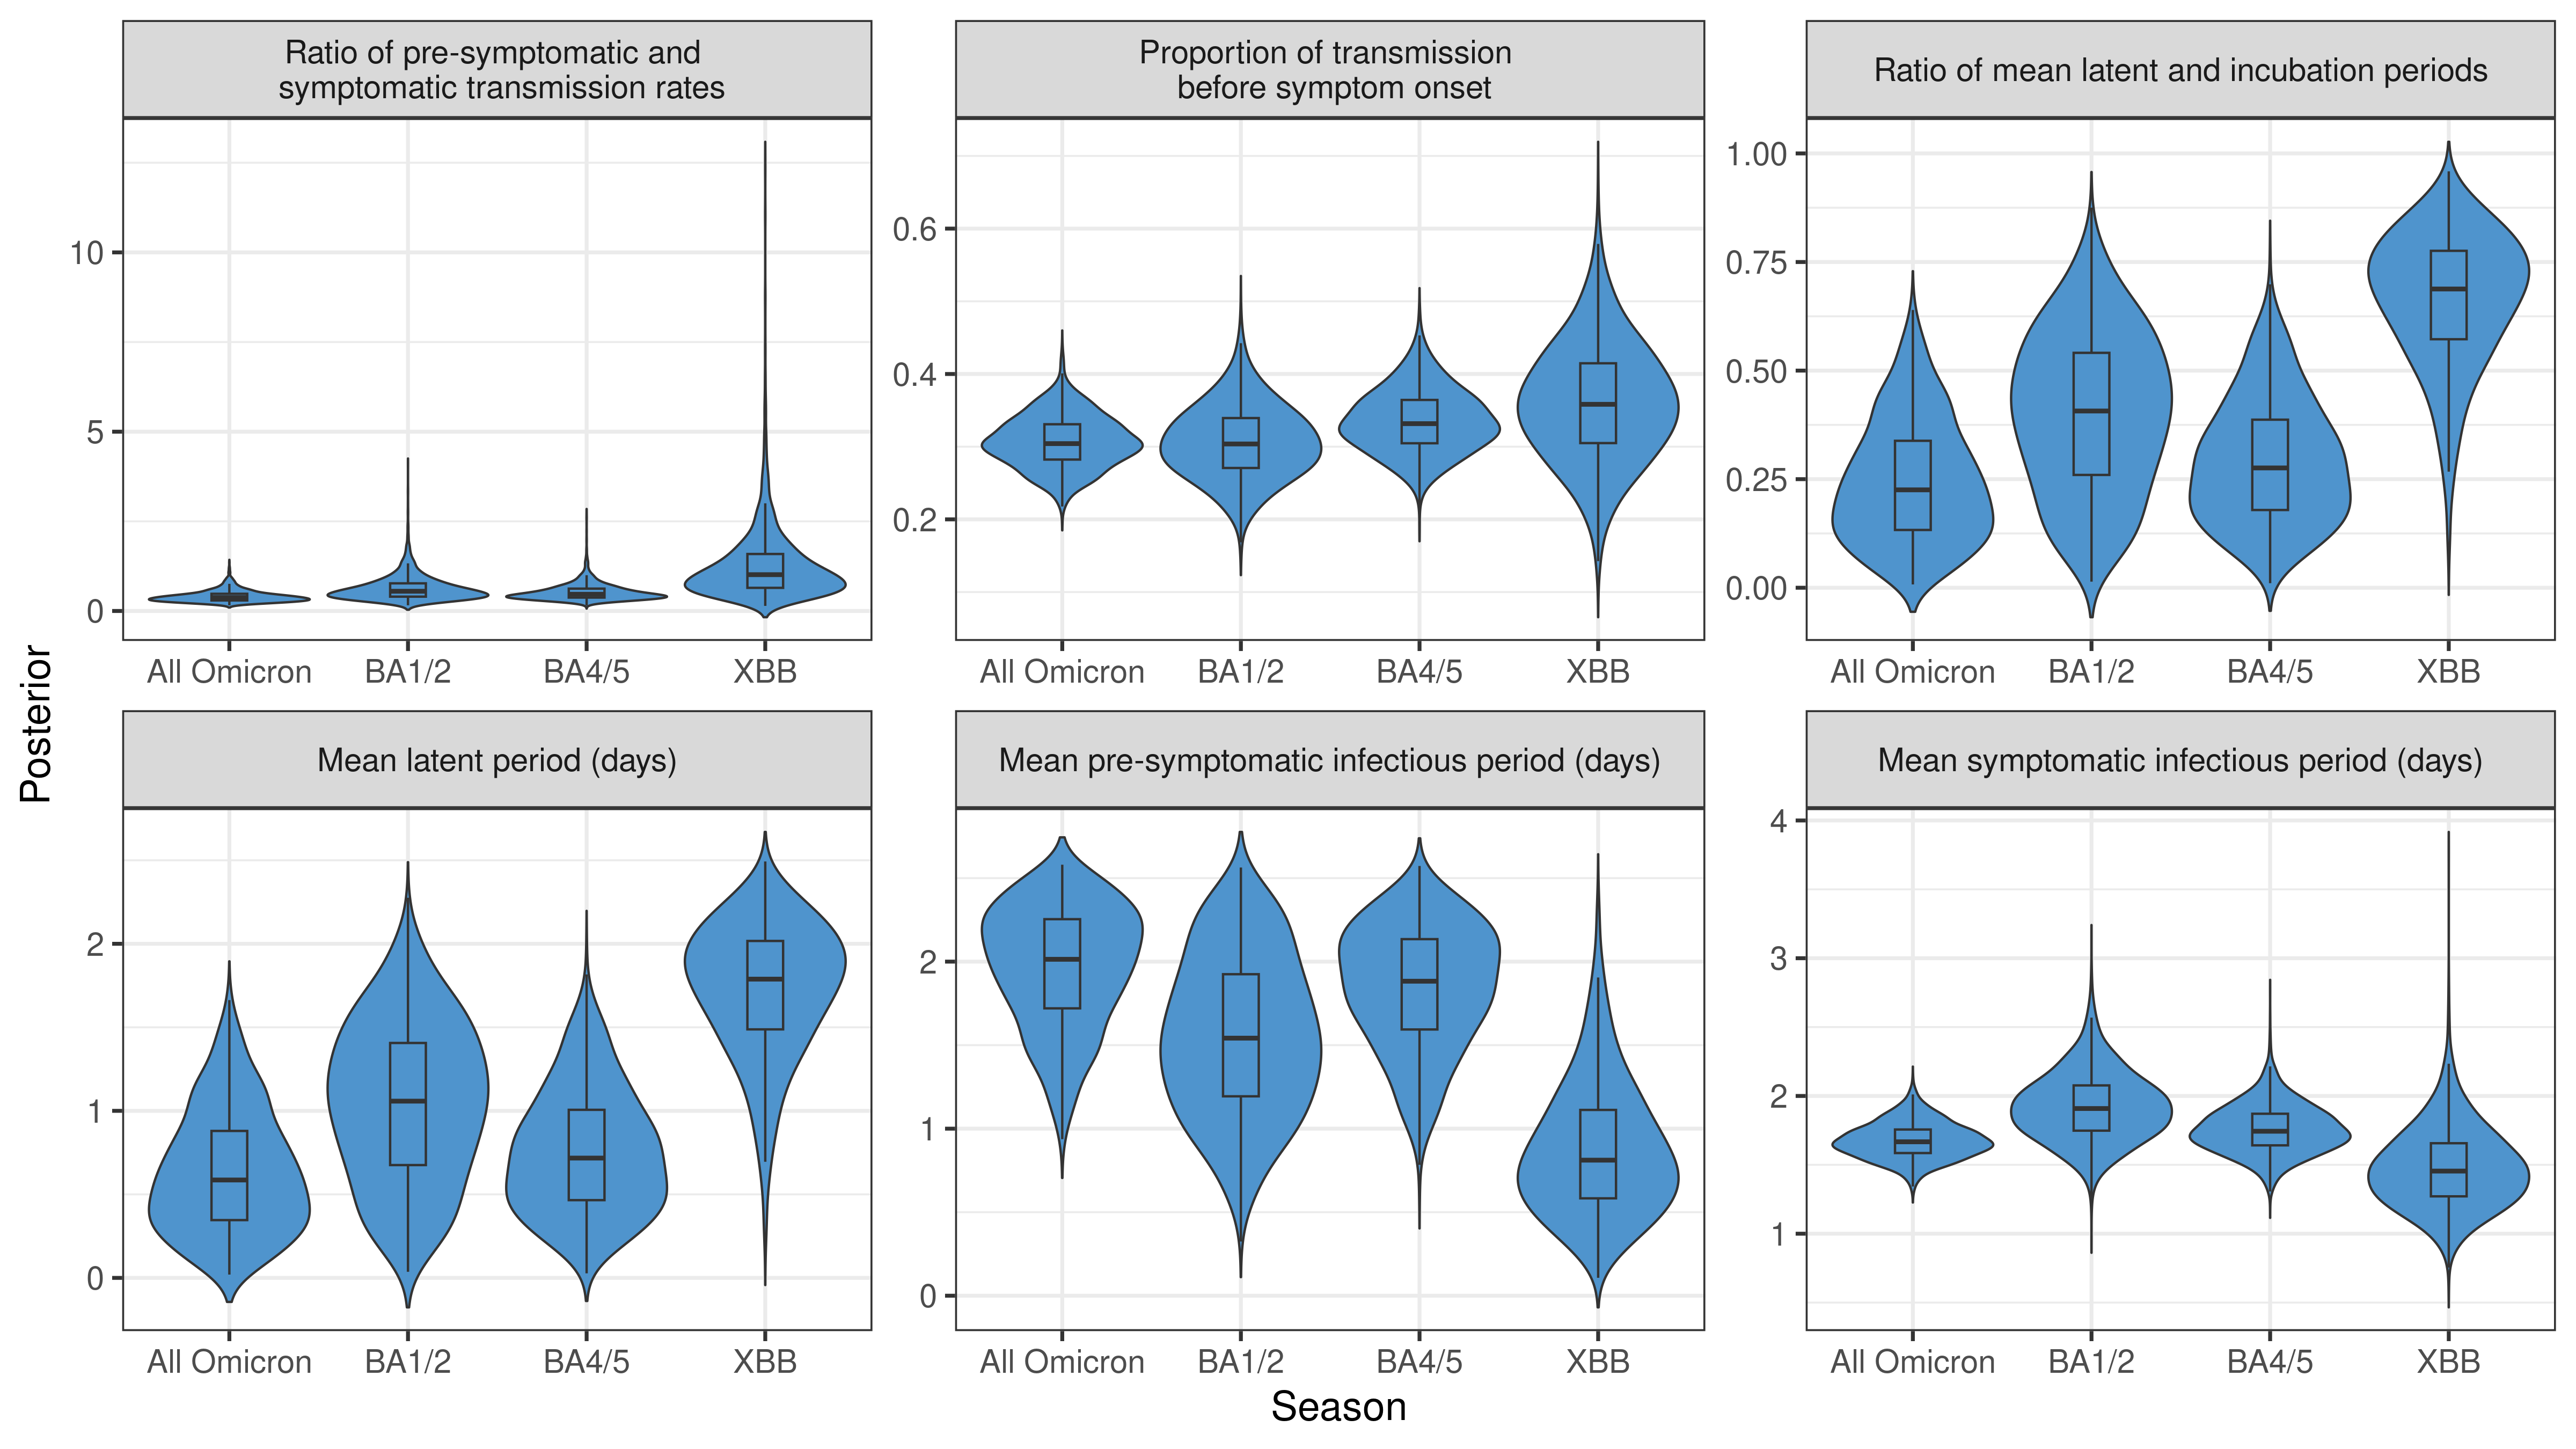 Ratio of pre-symptomatic and
symptomatic transmission rates
Proportion of transmission
before symptom onset
Ratio of mean latent and incubation periods
10
5
0
0.6
0.4
0.2
1.00
0.75
0.50
0.25
0.00
All Omicron BA1/2 BA4/5 XBB
All Omicron BA1/2 BA4/5 XBB
All Omicron BA1/2 BA4/5 XBB
Posterior
Mean latent period (days)
Mean pre-symptomatic infectious period (days)
Mean symptomatic infectious period (days)
2
1
0
2
1
0
4
3
2
1
All Omicron BA1/2 BA4/5 XBB
All Omicron BA1/2 BA4/5 XBB
All Omicron BA1/2 BA4/5 XBB
Season